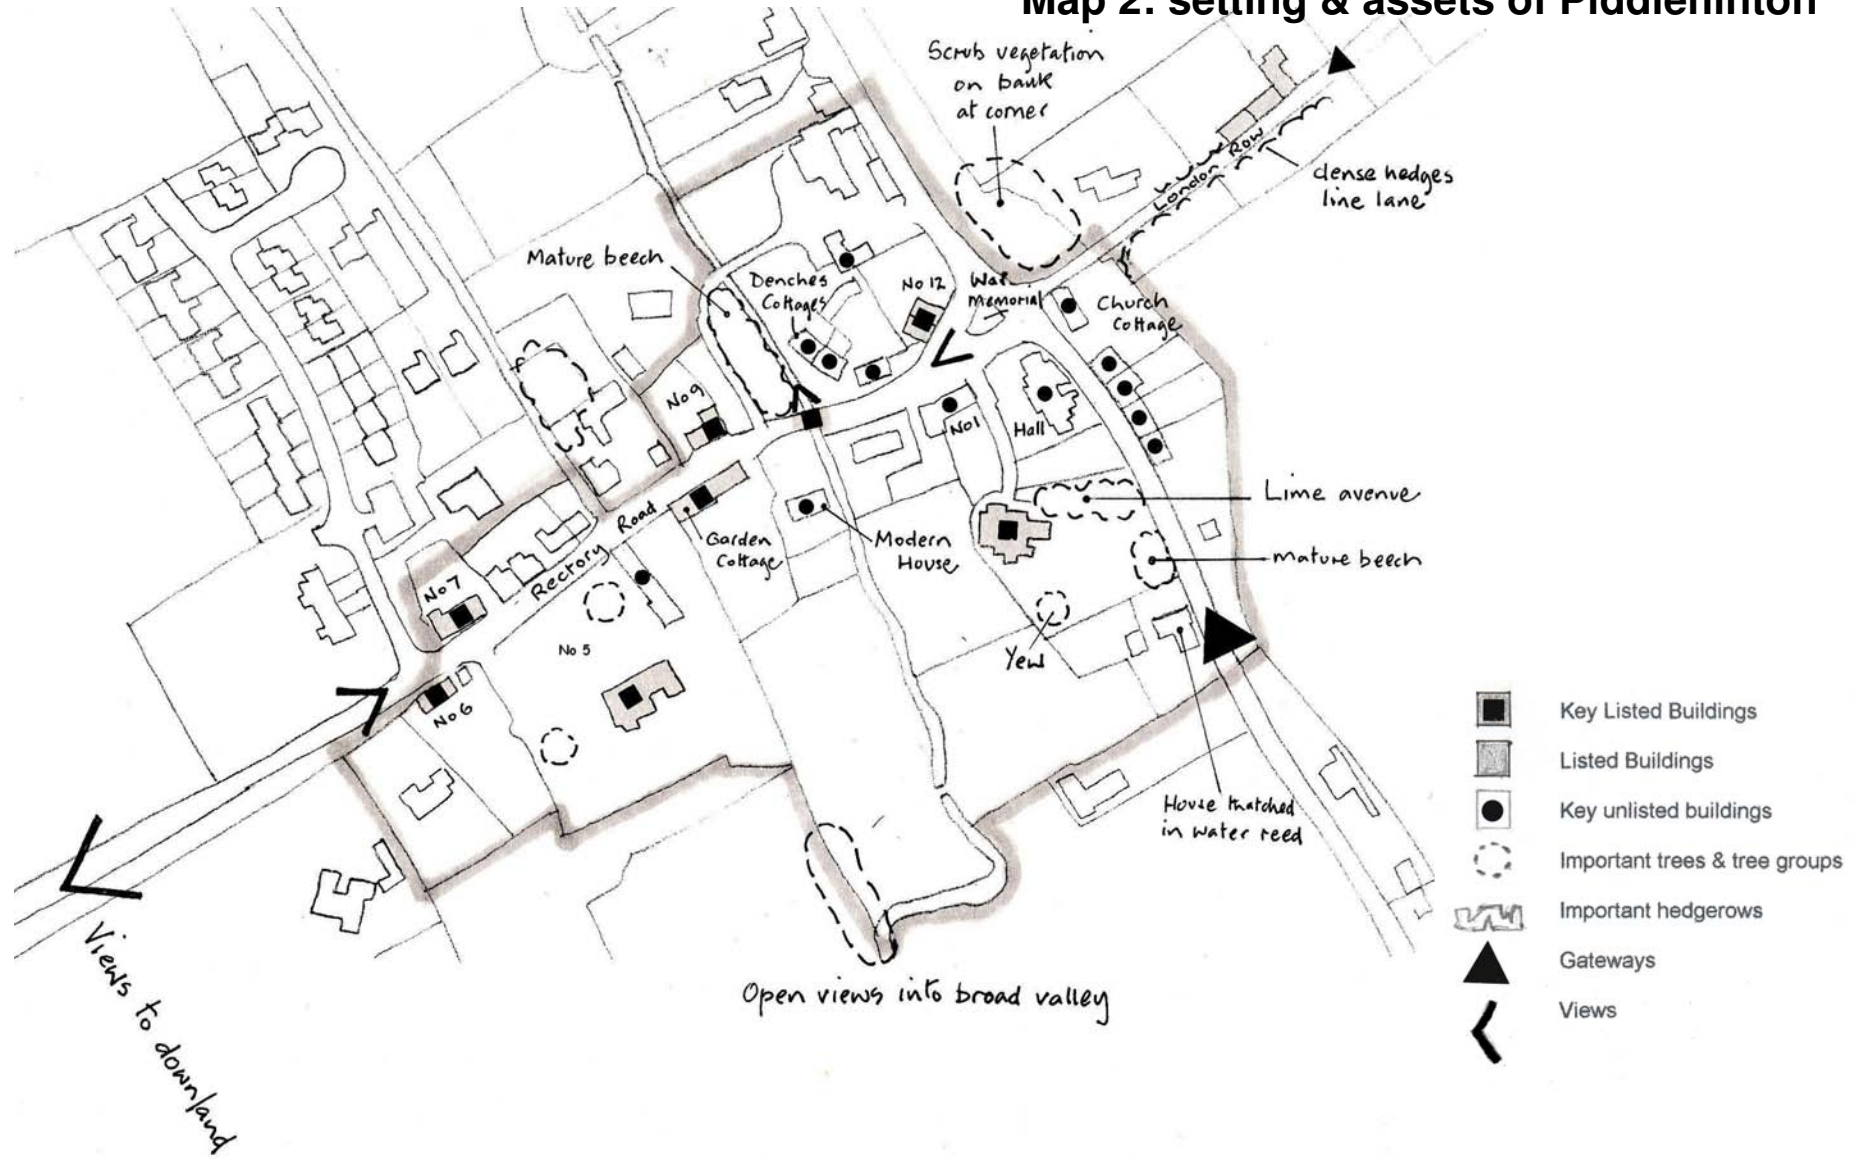 Map 2: setting & assets of Piddlehinton
Scrub vegetation
on bank
at corner
London Row
dense hedges
line lane
Mature beech
Denches
Cottages
No 12
War
Memorial
Church
Cottage
No 9
No 1
Hall
Lime avenue
Rectory Road
Garden
Cottage
Modern
House
mature beech
No 7
Yew
No 5
No 6
House thatched
in water reed
Open views into broad valley
Views to downland
Key Listed Buildings
Listed Buildings
Key unlisted buildings
Important trees & tree groups
Important hedgerows
Gateways
Views